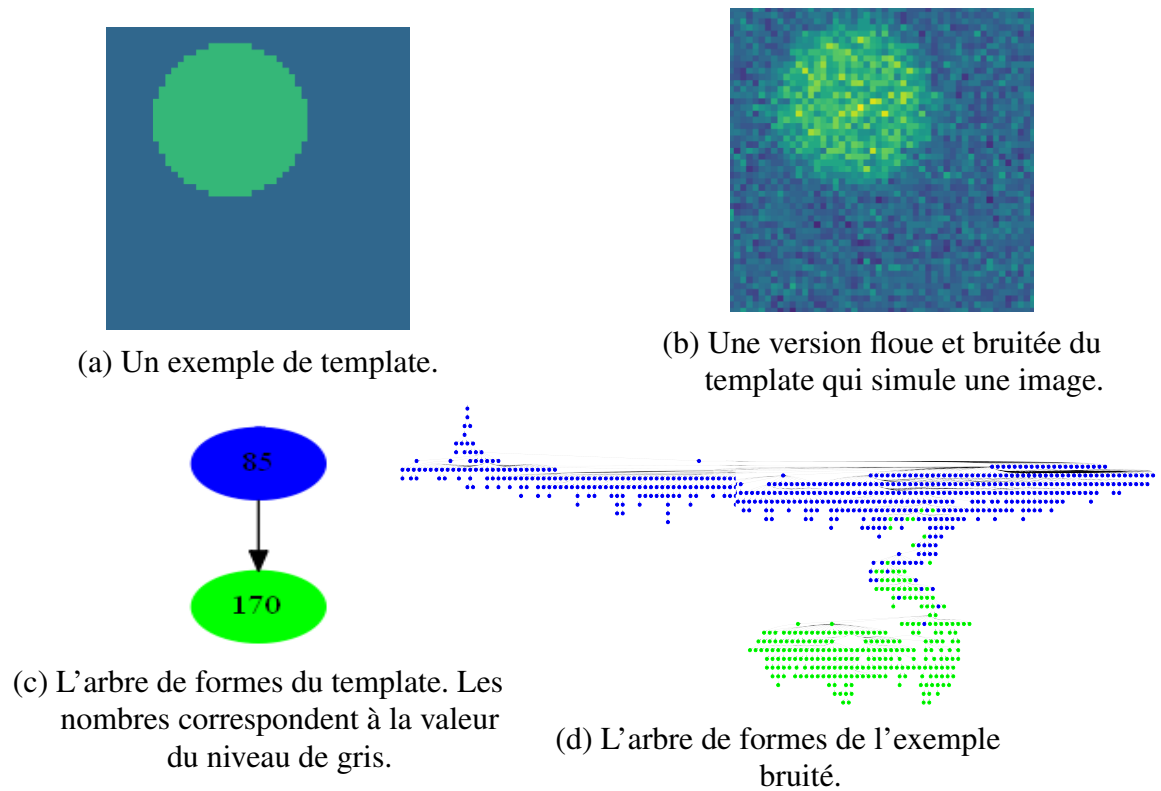 (a) Un exemple de template.
(b) Une version floue et bruitée du
template qui simule une image.
85
170
(c) L'arbre de formes du template. Les
nombres correspondent à la valeur
du niveau de gris.
(d) L'arbre de formes de l'exemple
bruité.